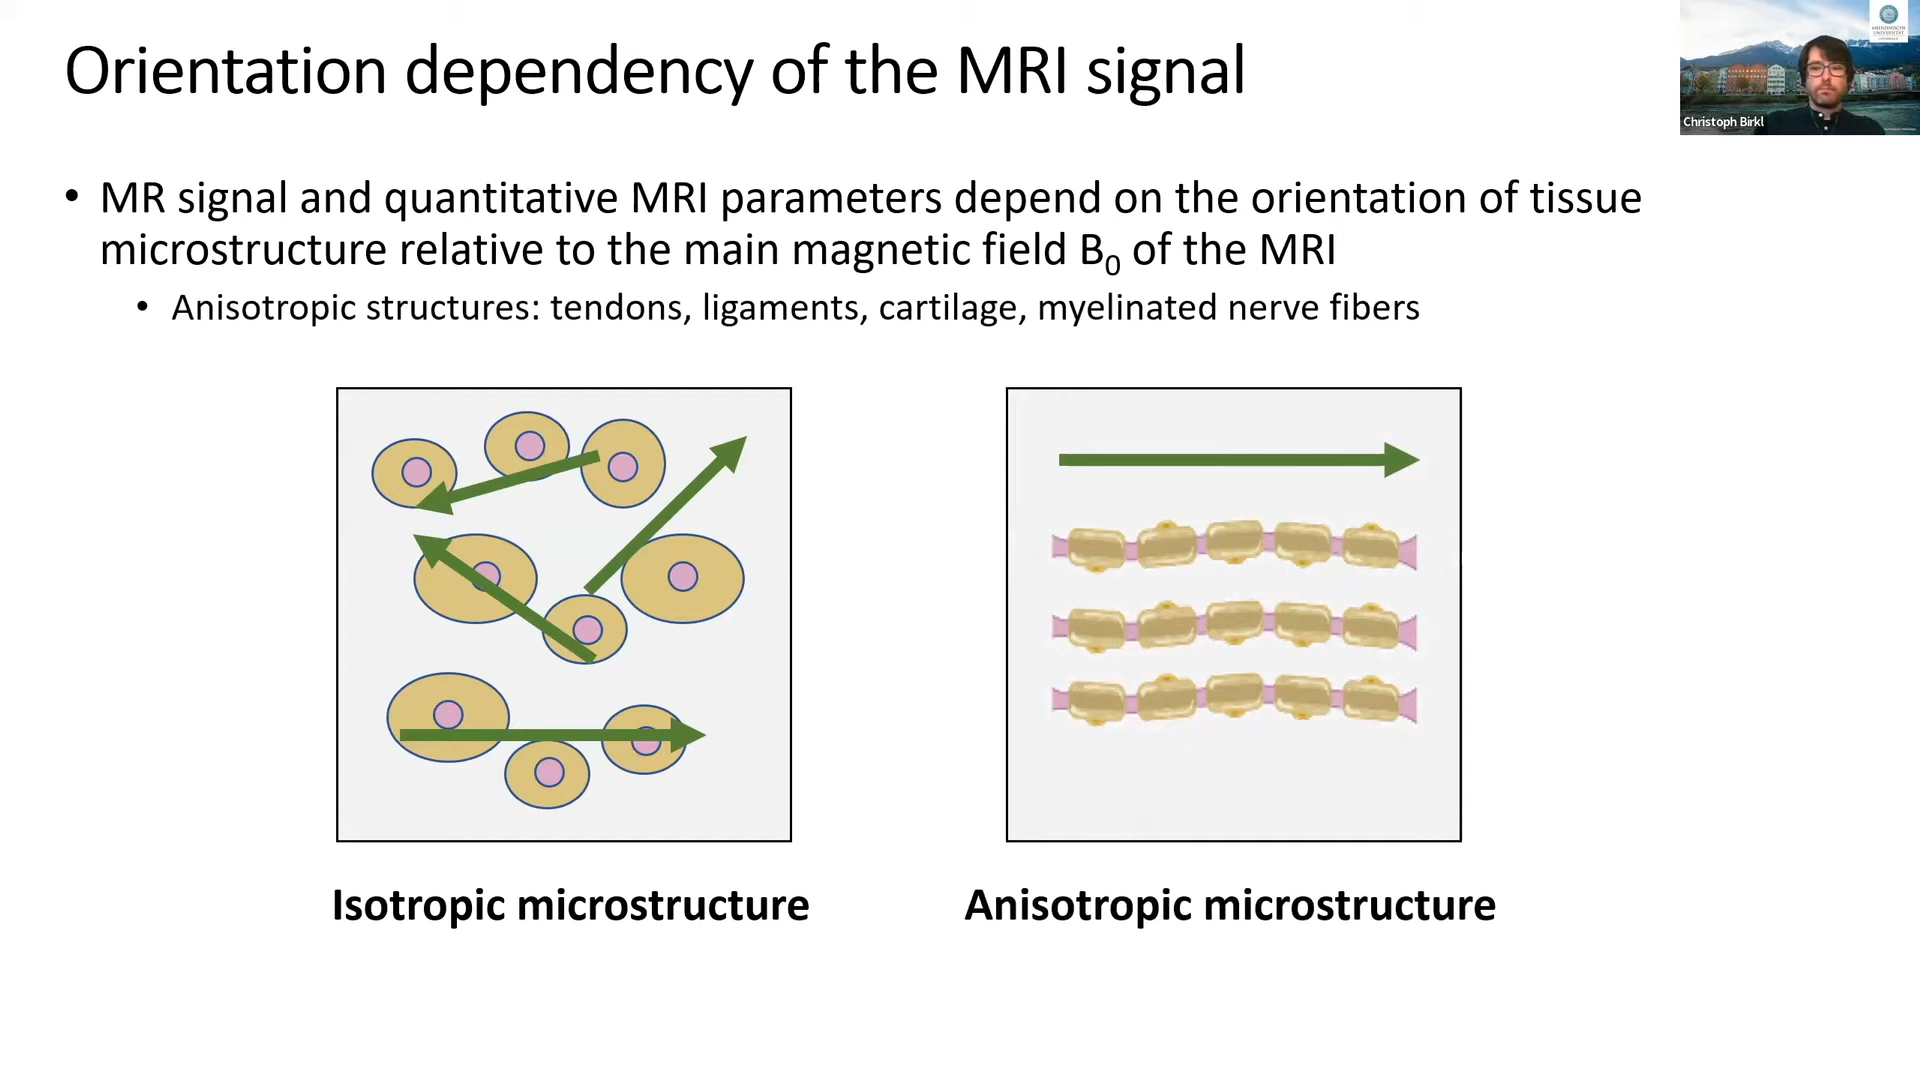 Orientation dependency of the MRI signal
MEDIZINISCHE
UNIVERSITÄT
Christoph Birkl
• MR signal and quantitative MRI parameters depend on the orientation of tissue
microstructure relative to the main magnetic field B₀ of the MRI
• Anisotropic structures: tendons, ligaments, cartilage, myelinated nerve fibers
Isotropic microstructure
Anisotropic microstructure